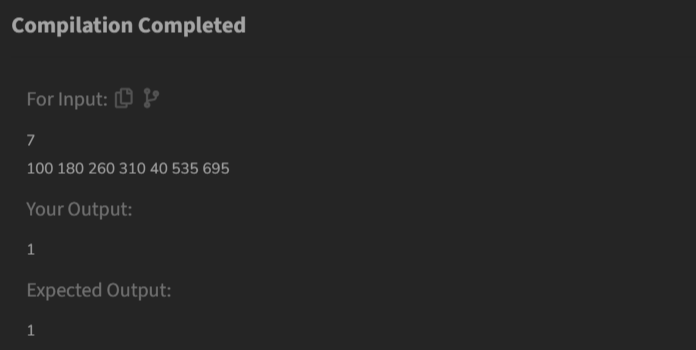 Compilation Completed
For Input:
7
100 180 260 310 40 535 695
Your Output:
1
Expected Output:
1